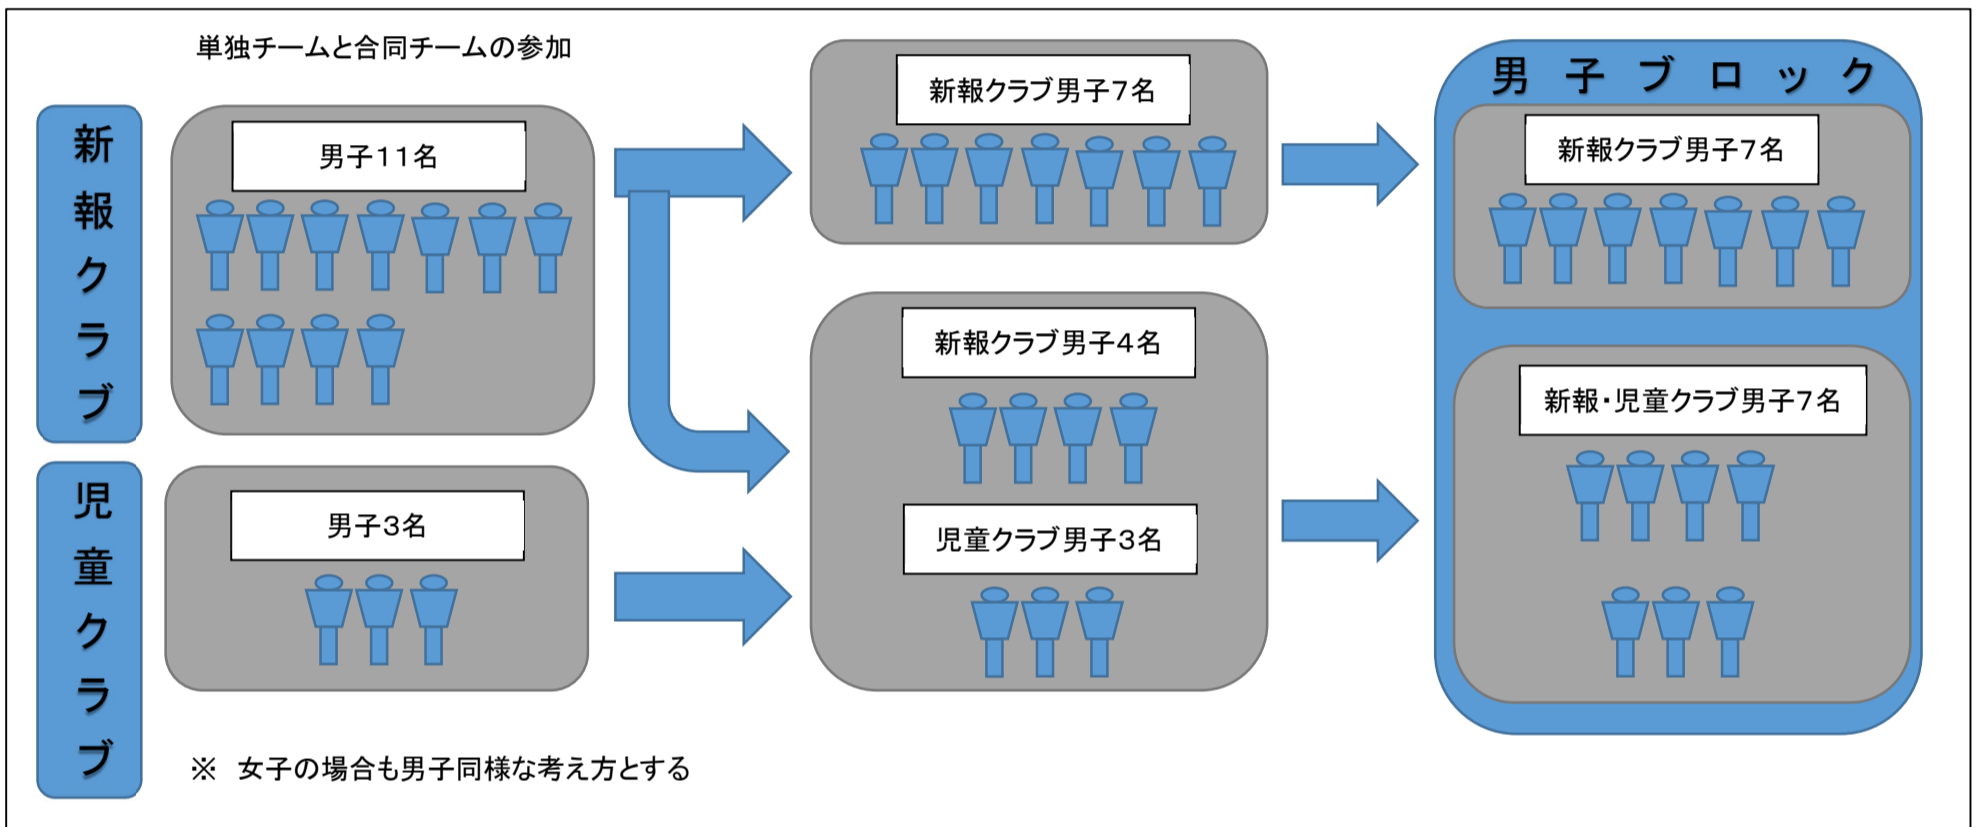 単独チームと合同チームの参加
新報クラブ
男子11名
児童クラブ
男子3名
新報クラブ男子7名
新報クラブ男子4名
児童クラブ男子3名
男子ブロック
新報クラブ男子7名
新報・児童クラブ男子7名
※ 女子の場合も男子同様な考え方とする